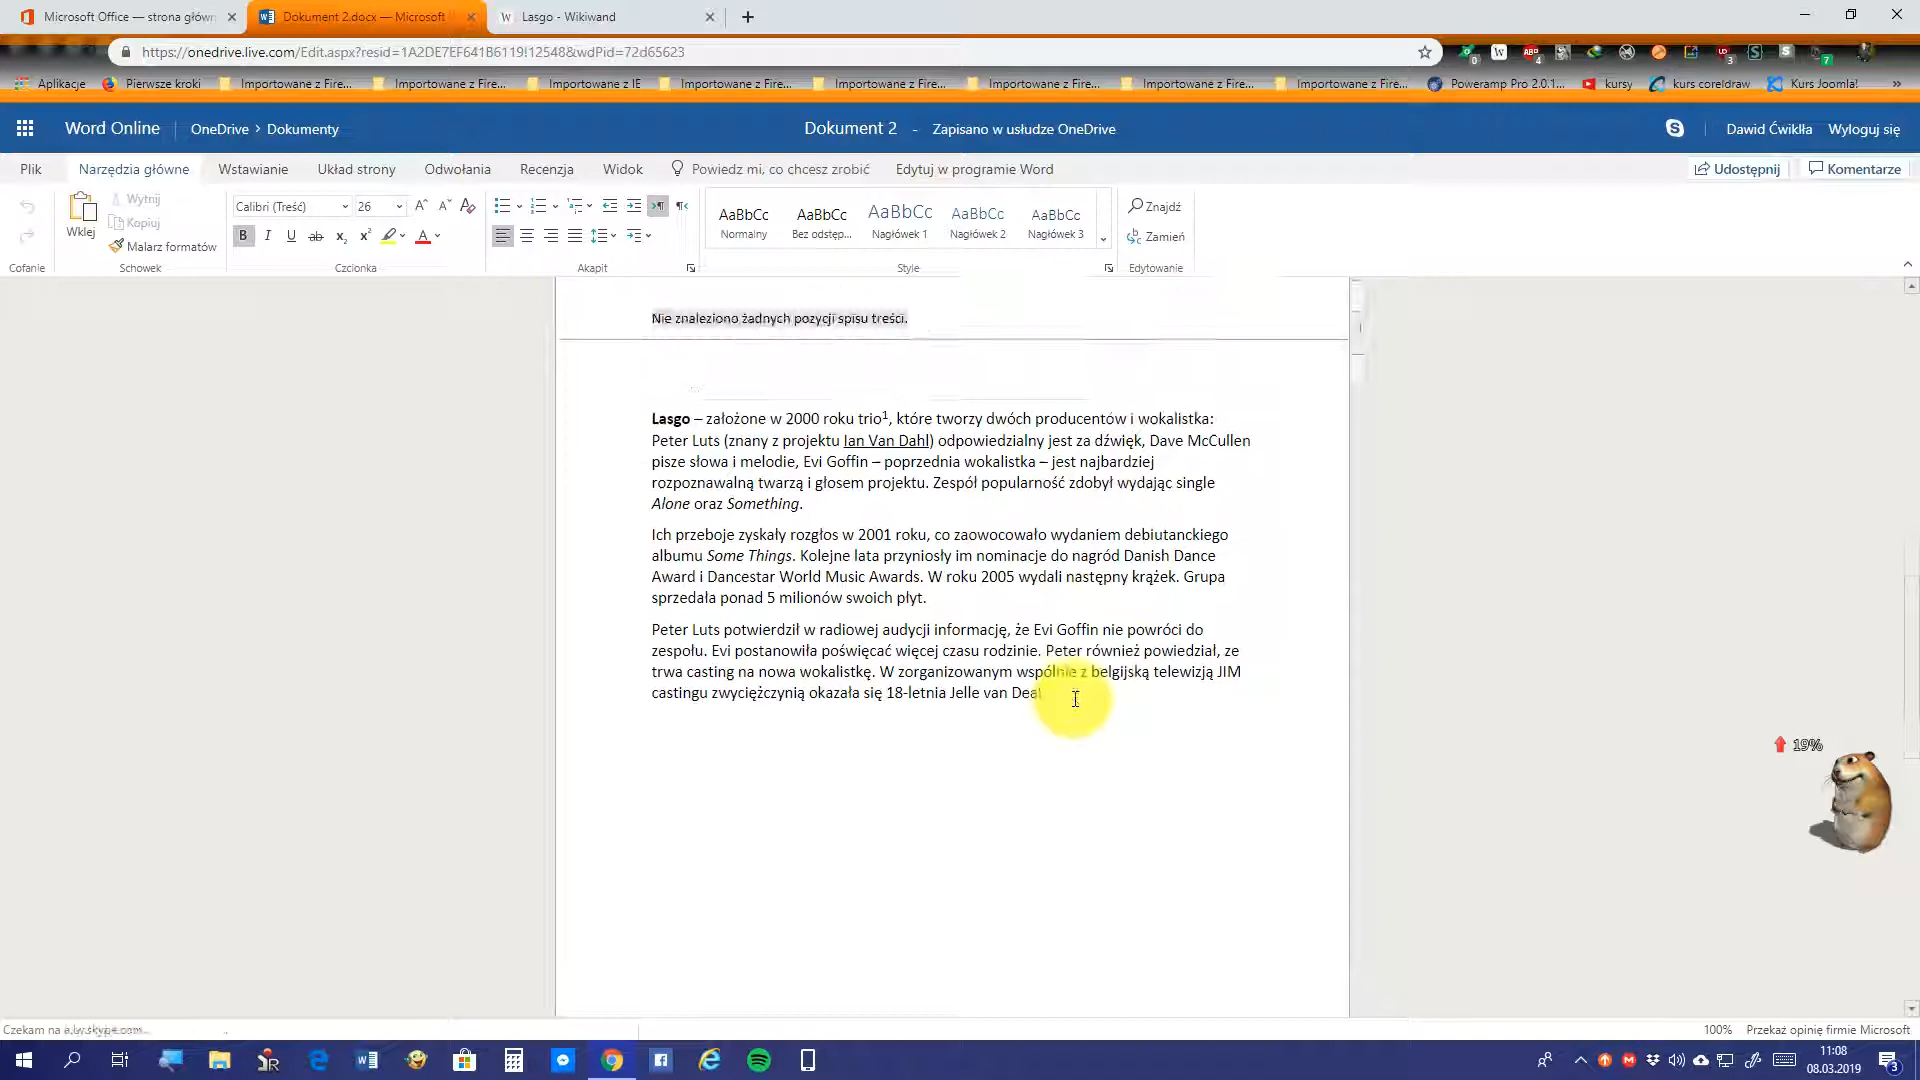 Microsoft Office — strona główn
Dokument 2.docx — Microsoft
Lasgo - Wikiwand
https://onedrive.live.com/Edit.aspx?resid=1A2DE7EF641B6119!12548&wdPid=72d65623
Aplikacje
Pierwsze kroki
Importowane z Fire...
Importowane z Fire...
Importowane z IE
Importowane z Fire...
Importowane z Fire...
Importowane z Fire...
Importowane z Fire...
Importowane z Fire...
Poweramp Pro 2.0.1...
kursy
kurs coreldraw
Kurs Joomla!
Word Online
OneDrive > Dokumenty
Dokument 2 - Zapisano w usłudze OneDrive
Dawid Ćwikłła
Wyloguj się
Plik
Narzędzia główne
Wstawianie
Układ strony
Odwołania
Recenzja
Widok
Powiedz mi, co chcesz zrobić
Edytuj w programie Word
Udostępnij
Komentarze
Wklej
Wytnij
Kopiuj
Malarz formatów
Calibri (Treść)
26
AaBbCc
Normalny
AaBbCc
Bez odstęp...
AaBbCc
Nagłówek 1
AaBbCc
Nagłówek 2
AaBbCc
Nagłówek 3
Znajdź
Zamień
Cofanie
Schowek
Czcionka
Akapit
Style
Edytowanie
Nie znaleziono żadnych pozycji spisu treści.
Lasgo – założone w 2000 roku trio1, które tworzy dwóch producentów i wokalistka:
Peter Luts (znany z projektu Ian Van Dahl) odpowiedzialny jest za dźwięk, Dave McCullen
pisze słowa i melodie, Evi Goffin – poprzednia wokalistka – jest najbardziej
rozpoznawalną twarzą i głosem projektu. Zespół popularność zdobył wydając single
Alone oraz Something.
Ich przeboje zyskały rozgłos w 2001 roku, co zaowocowało wydaniem debiutanckiego
albumu Some Things. Kolejne lata przyniosły im nominacje do nagród Danish Dance
Award i Dancestar World Music Awards. W roku 2005 wydali następny krążek. Grupa
sprzedała ponad 5 milionów swoich płyt.
Peter Luts potwierdził w radiowej audycji informację, że Evi Goffin nie powróci do
zespołu. Evi postanowiła poświęcać więcej czasu rodzinie. Peter również powiedział, ze
trwa casting na nowa wokalistkę. W zorganizowanym wspólnie z belgijską telewizją JIM
castingu zwyciężczynią okazała się 18-letnia Jelle van Deal
19%
Czekam na
100%
Przekaż opinię firmie Microsoft
11:08
08.03.2019
3